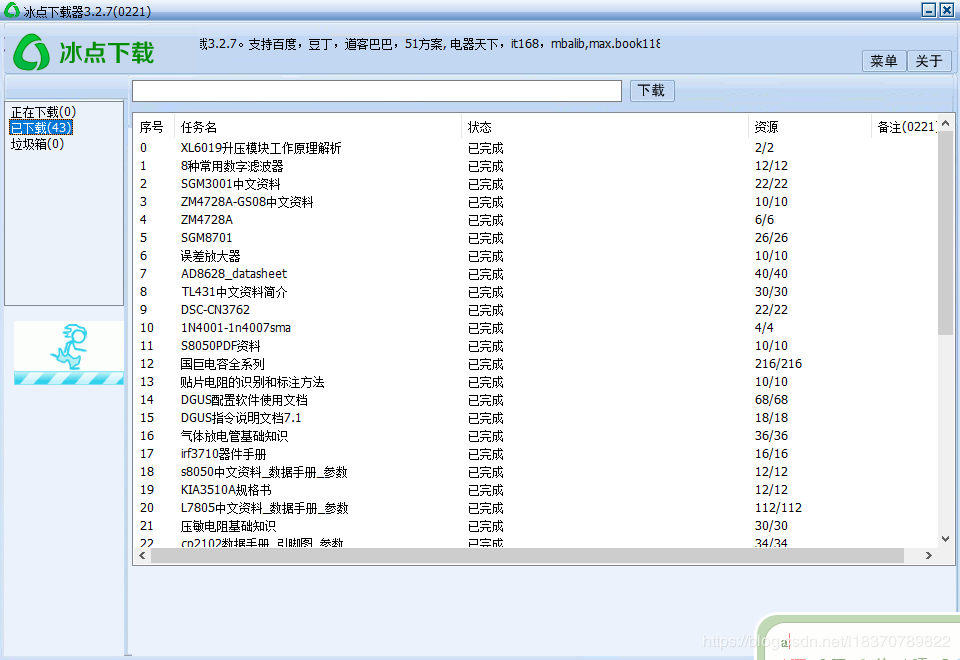 冰点下载器3.2.7(0221)
冰点下载
3.2.7。支持百度，豆丁，道客巴巴，51方案, 电器天下，it168，mbalib,max.book118
菜单 关于
下载
正在下载(0)
已下载(43)
垃圾箱(0)
序号 任务名 状态 资源 备注(0221)
0 XL6019升压模块工作原理解析 已完成 2/2
1 8种常用数字滤波器 已完成 12/12
2 SGM3001中文资料 已完成 22/22
3 ZM4728A-GS08中文资料 已完成 10/10
4 ZM4728A 已完成 6/6
5 SGM8701 已完成 26/26
6 误差放大器 已完成 10/10
7 AD8628_datasheet 已完成 40/40
8 TL431中文资料简介 已完成 30/30
9 DSC-CN3762 已完成 22/22
10 1N4001-1n4007sma 已完成 4/4
11 S8050PDF资料 已完成 10/10
12 国巨电容全系列 已完成 216/216
13 贴片电阻的识别和标注方法 已完成 10/10
14 DGUS配置软件使用文档 已完成 68/68
15 DGUS指令说明文档7.1 已完成 18/18
16 气体放电管基础知识 已完成 36/36
17 irf3710器件手册 已完成 16/16
18 s8050中文资料_数据手册_参数 已完成 12/12
19 KIA3510A规格书 已完成 12/12
20 L7805中文资料_数据手册_参数 已完成 112/112
21 压敏电阻基础知识 已完成 30/30
22 cp2102数据手册_引脚图_参数 已完成 34/34
https://blog.csdn.net/l18370789822